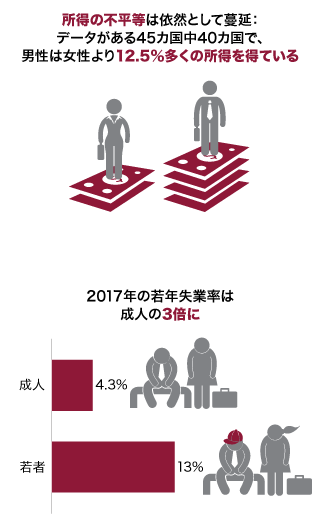 所得の不平等は依然として蔓延：
データがある45カ国中40カ国で、
男性は女性より12.5%多くの所得を得ている
2017年の若年失業率は
成人の3倍に
成人
4.3%
若者
13%